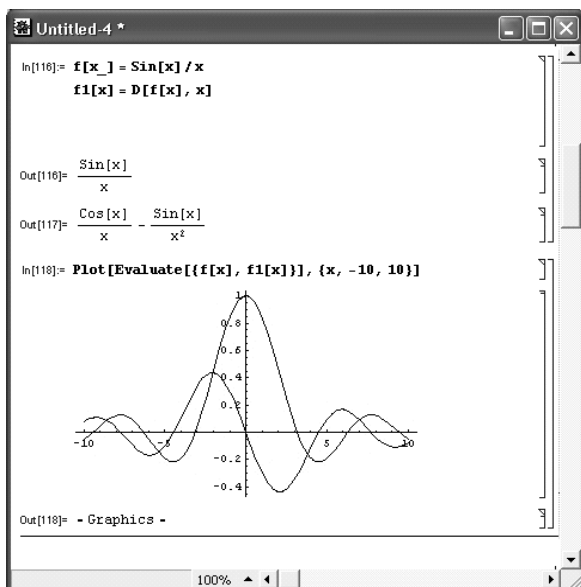 Untitled-4 *
In[116]:= f[x_] = Sin[x]/x
f1[x] = D[f[x], x]
Out[116]= Sin[x]
x
Out[117]= Cos[x] - Sin[x]
x x²
In[118]:= Plot[Evaluate[{f[x], f1[x]}], {x, -10, 10}]
1
0.8
0.6
0.4
0.2
-10 -5 5 10
-0.2
-0.4
Out[118]= - Graphics -
100%